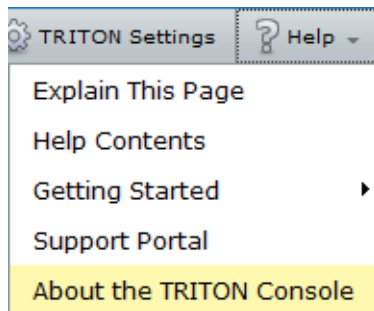 TRITON Settings Help
Explain This Page
Help Contents
Getting Started
Support Portal
About the TRITON Console